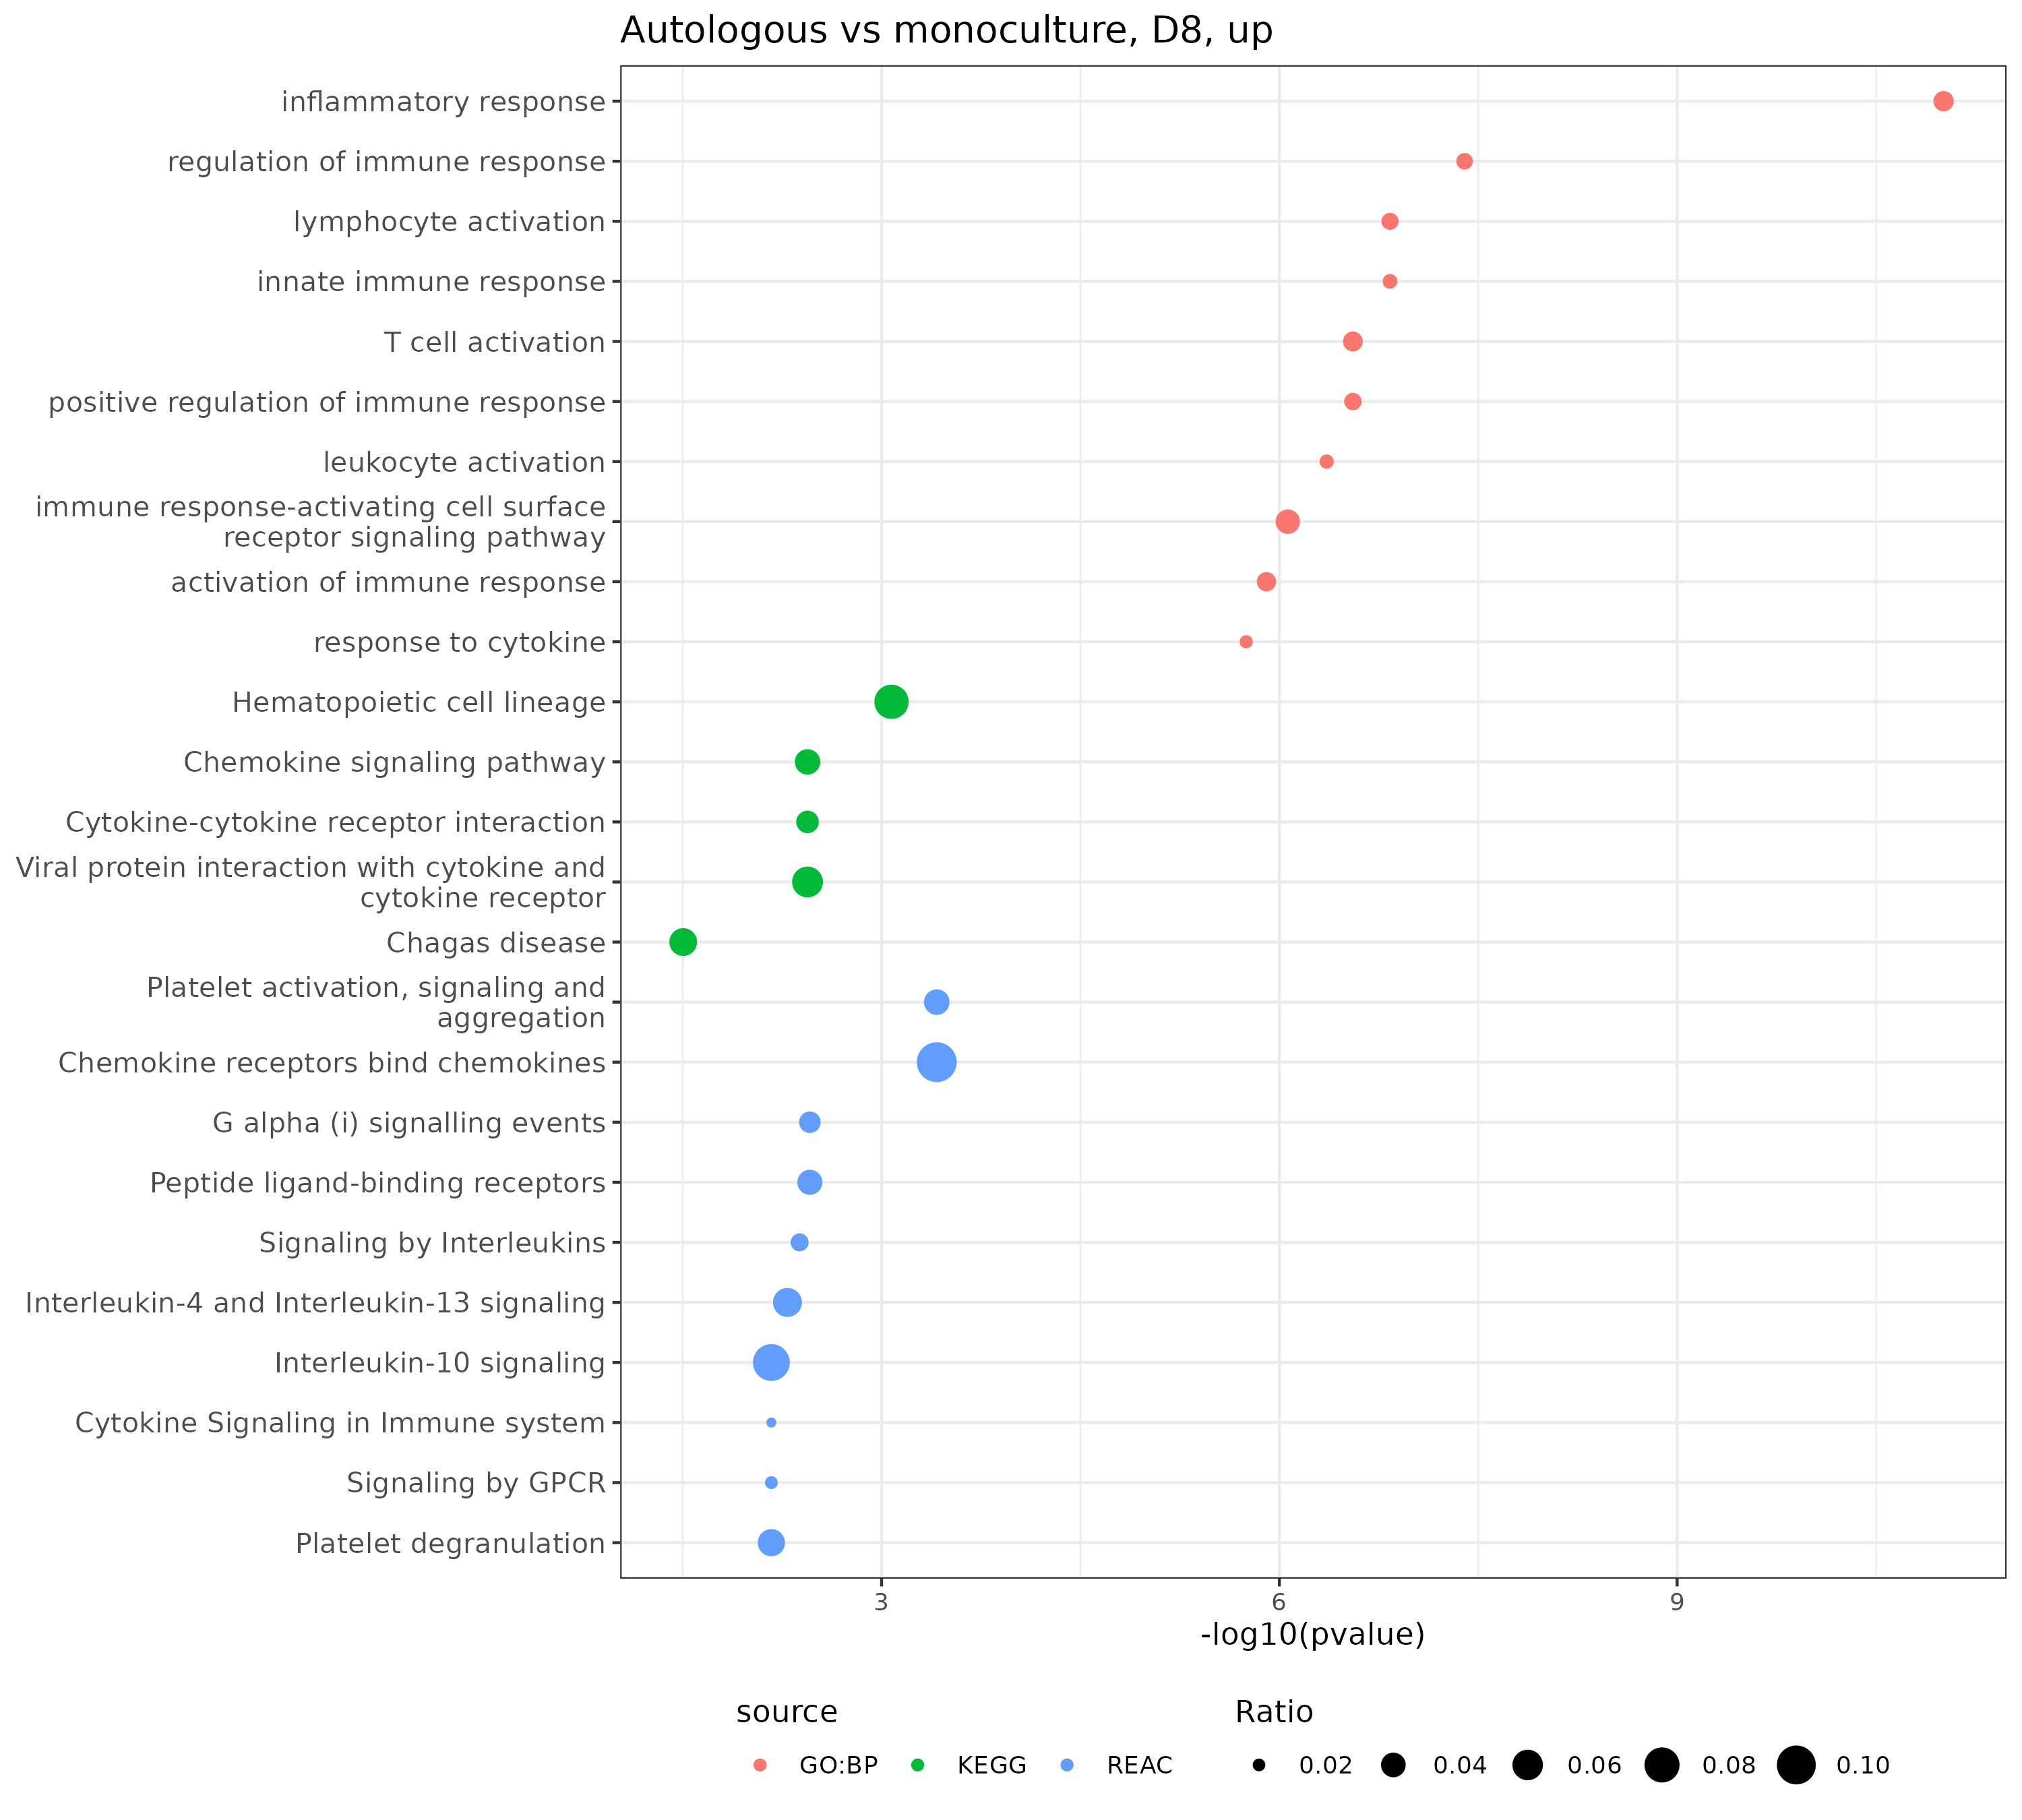 Autologous vs monoculture, D8, up
inflammatory response
regulation of immune response
lymphocyte activation
innate immune response
T cell activation
positive regulation of immune response
leukocyte activation
immune response-activating cell surface
receptor signaling pathway
activation of immune response
response to cytokine
Hematopoietic cell lineage
Chemokine signaling pathway
Cytokine-cytokine receptor interaction
Viral protein interaction with cytokine and
cytokine receptor
Chagas disease
Platelet activation, signaling and
aggregation
Chemokine receptors bind chemokines
G alpha (i) signalling events
Peptide ligand-binding receptors
Signaling by Interleukins
Interleukin-4 and Interleukin-13 signaling
Interleukin-10 signaling
Cytokine Signaling in Immune system
Signaling by GPCR
Platelet degranulation
3 6 9
-log10(pvalue)
source Ratio
GO:BP KEGG REAC 0.02 0.04 0.06 0.08 0.10